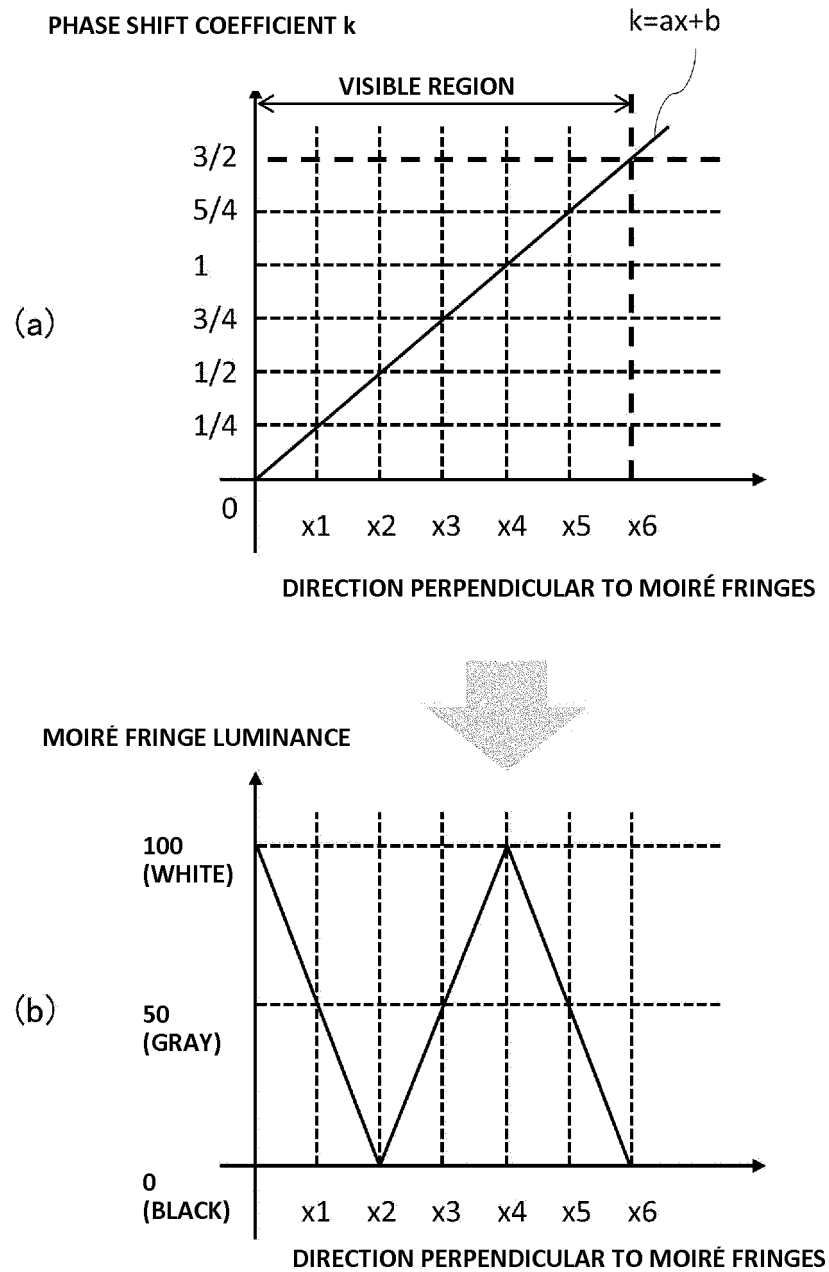 PHASE SHIFT COEFFICIENT k
k=ax+b
VISIBLE REGION
3/2
5/4
1
(a)
3/4
1/2
1/4
0
x1 x2 x3 x4 x5 x6
DIRECTION PERPENDICULAR TO MOIRÉ FRINGES
MOIRÉ FRINGE LUMINANCE
100
(WHITE)
(b)
50
(GRAY)
0
(BLACK)
x1 x2 x3 x4 x5 x6
DIRECTION PERPENDICULAR TO MOIRÉ FRINGES